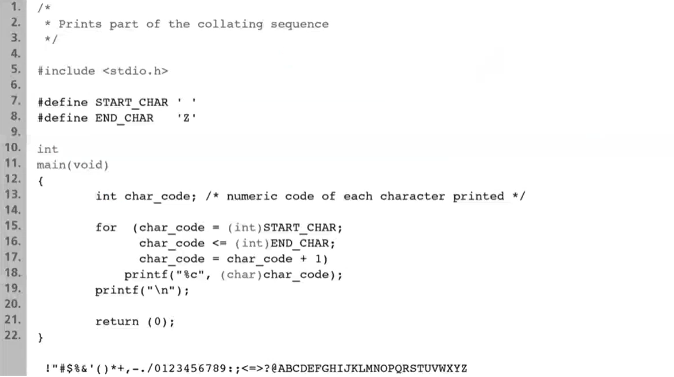 1. /*
2.  * Prints part of the collating sequence
3.  */
4.
5. #include <stdio.h>
6.
7. #define START_CHAR ' '
8. #define END_CHAR   'Z'
9.
10. int
11. main(void)
12. {
13.       int char_code; /* numeric code of each character printed */
14.
15.       for  (char_code = (int)START_CHAR;
16.             char_code <= (int)END_CHAR;
17.             char_code = char_code + 1)
18.           printf("%c", (char)char_code);
19.       printf("\n");
20.
21.       return (0);
22. }
 !"#$%&'()*+,-./0123456789:;<=>?@ABCDEFGHIJKLMNOPQRSTUVWXYZ